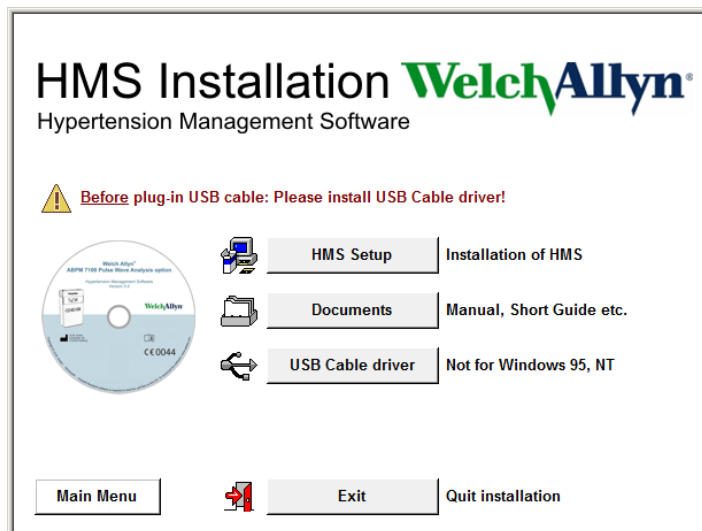 HMS Installation WelchAllyn®
Hypertension Management Software
Before plug-in USB cable: Please install USB Cable driver!
Welch Allyn®
ABPM 7100 Pulse Wave Analysis option
Hypertension Management Software
WelchAllyn
CE 0044
HMS Setup Installation of HMS
Documents Manual, Short Guide etc.
USB Cable driver Not for Windows 95, NT
Main Menu Exit Quit installation